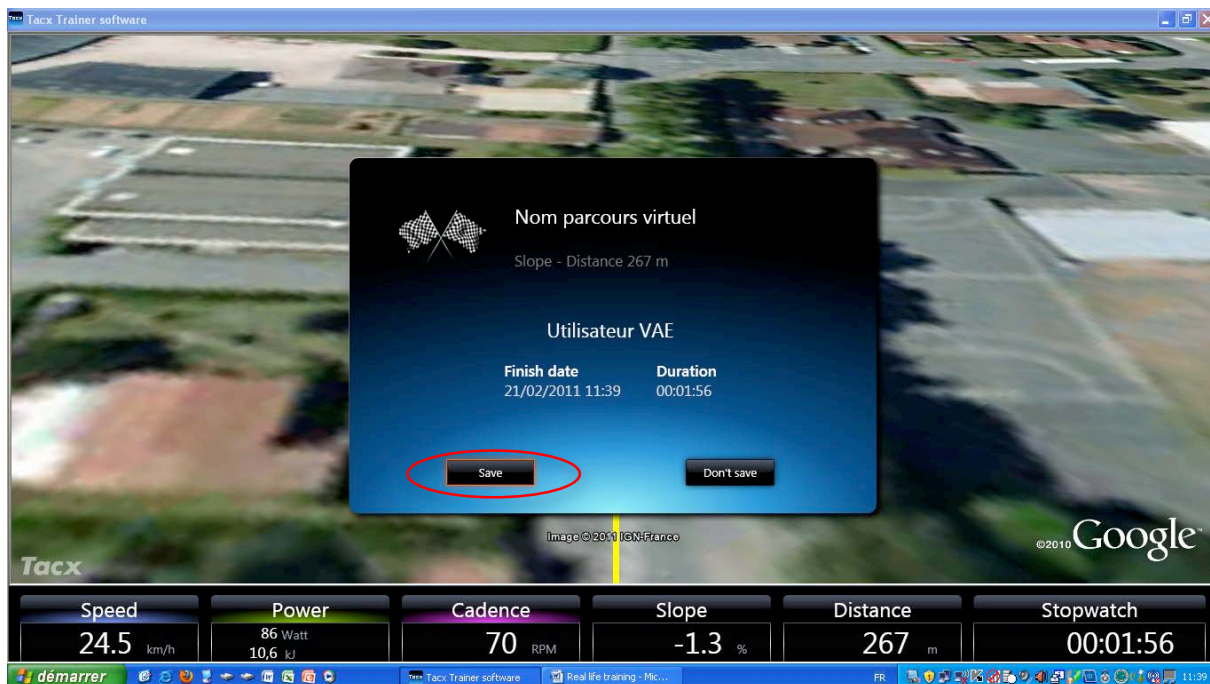 Tacx Trainer software
Nom parcours virtuel
Slope - Distance 267 m
Utilisateur VAE
Finish date Duration
21/02/2011 11:39 00:01:56
Save Don't save
Image © 2011 IGN-France
©2010 Google™
Tacx
Speed Power Cadence Slope Distance Stopwatch
24.5 km/h 86 Watt 10,6 kJ 70 RPM -1.3 % 267 m 00:01:56
démarrer Tacx Trainer software Real life training - Mic... FR 11:39